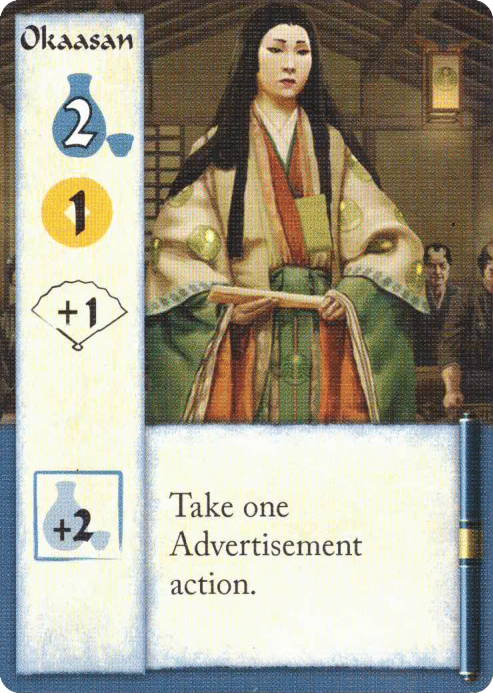 Okaasan
2
1
+1
+2
Take one
Advertisement
action.